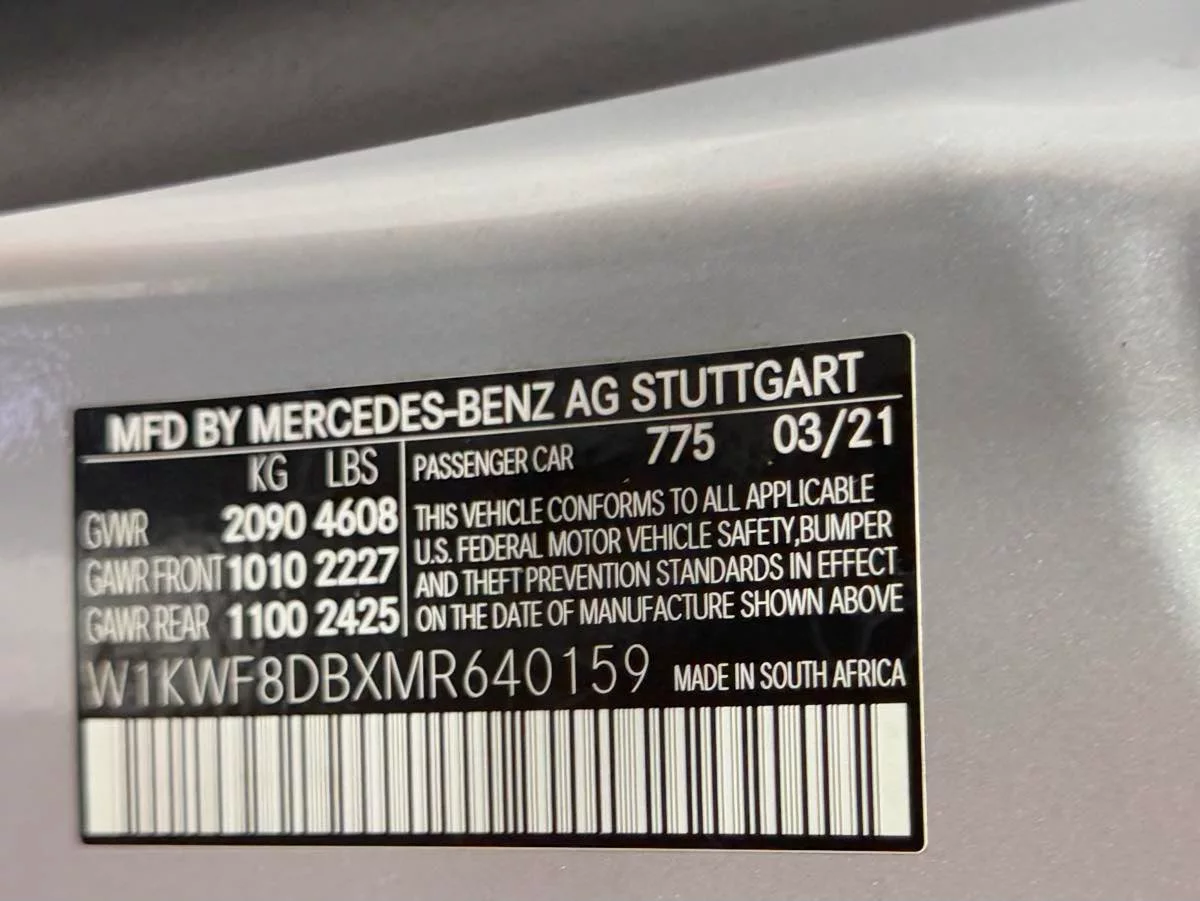 MFD BY MERCEDES-BENZ AG STUTTGART
KG LBS
GVWR 2090 4608
GAWR FRONT 1010 2227
GAWR REAR 1100 2425
PASSENGER CAR 775 03/21
THIS VEHICLE CONFORMS TO ALL APPLICABLE
U.S. FEDERAL MOTOR VEHICLE SAFETY,BUMPER
AND THEFT PREVENTION STANDARDS IN EFFECT
ON THE DATE OF MANUFACTURE SHOWN ABOVE
W1KWF8DBXMR640159 MADE IN SOUTH AFRICA